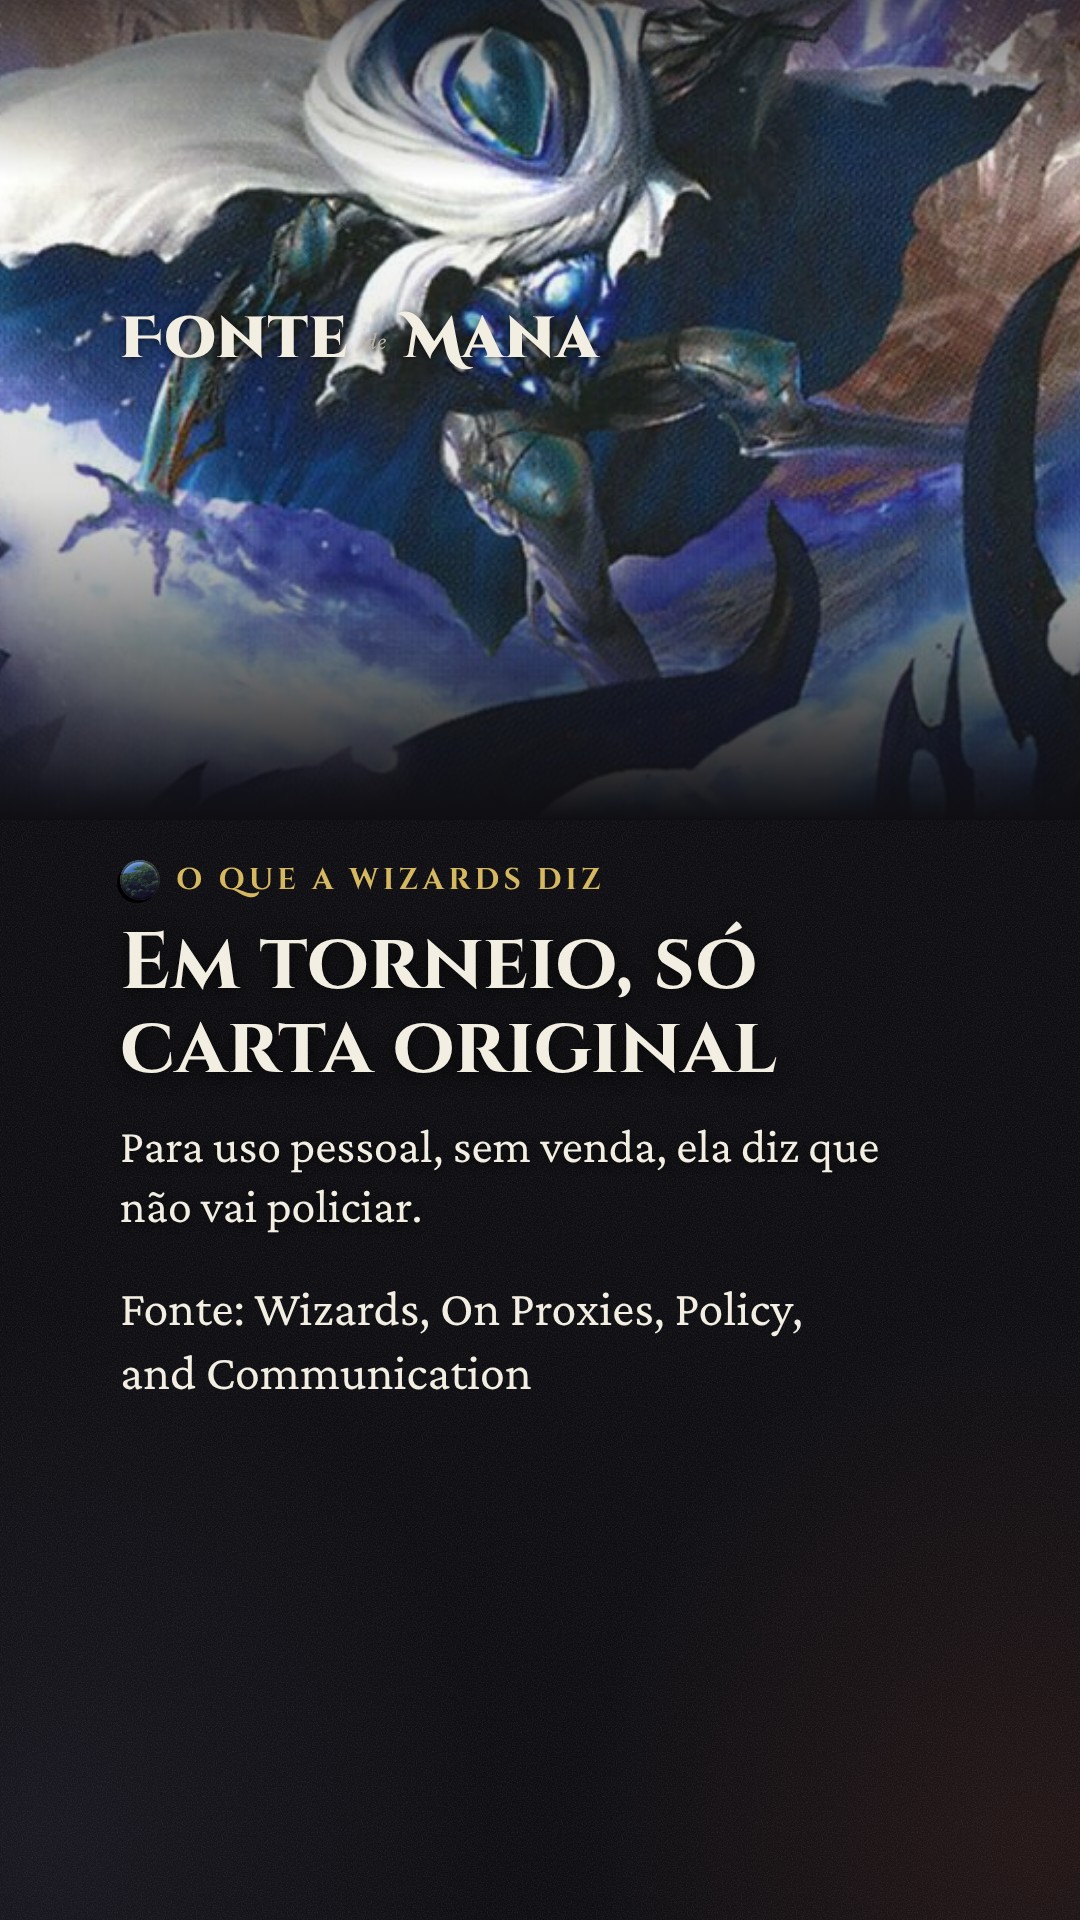 Fonte de Mana
O que a Wizards diz
Em torneio, só
carta original
Para uso pessoal, sem venda, ela diz que
não vai policiar.
Fonte: Wizards, On Proxies, Policy,
and Communication